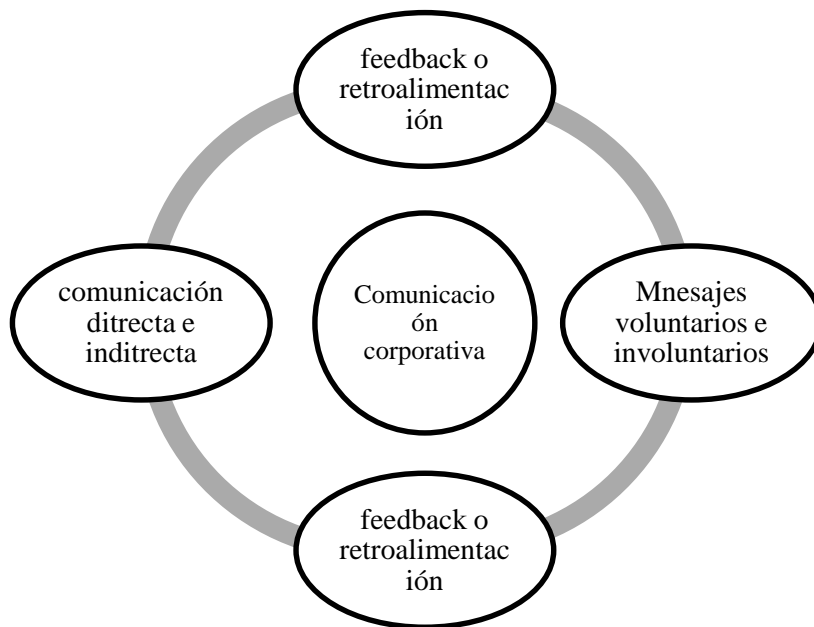 feedback o
retroalimentac
ión
comunicación
ditrecta e
inditrecta
Comunicacio
ón
corporativa
Mnesajes
voluntarios e
involuntarios
feedback o
retroalimentac
ión